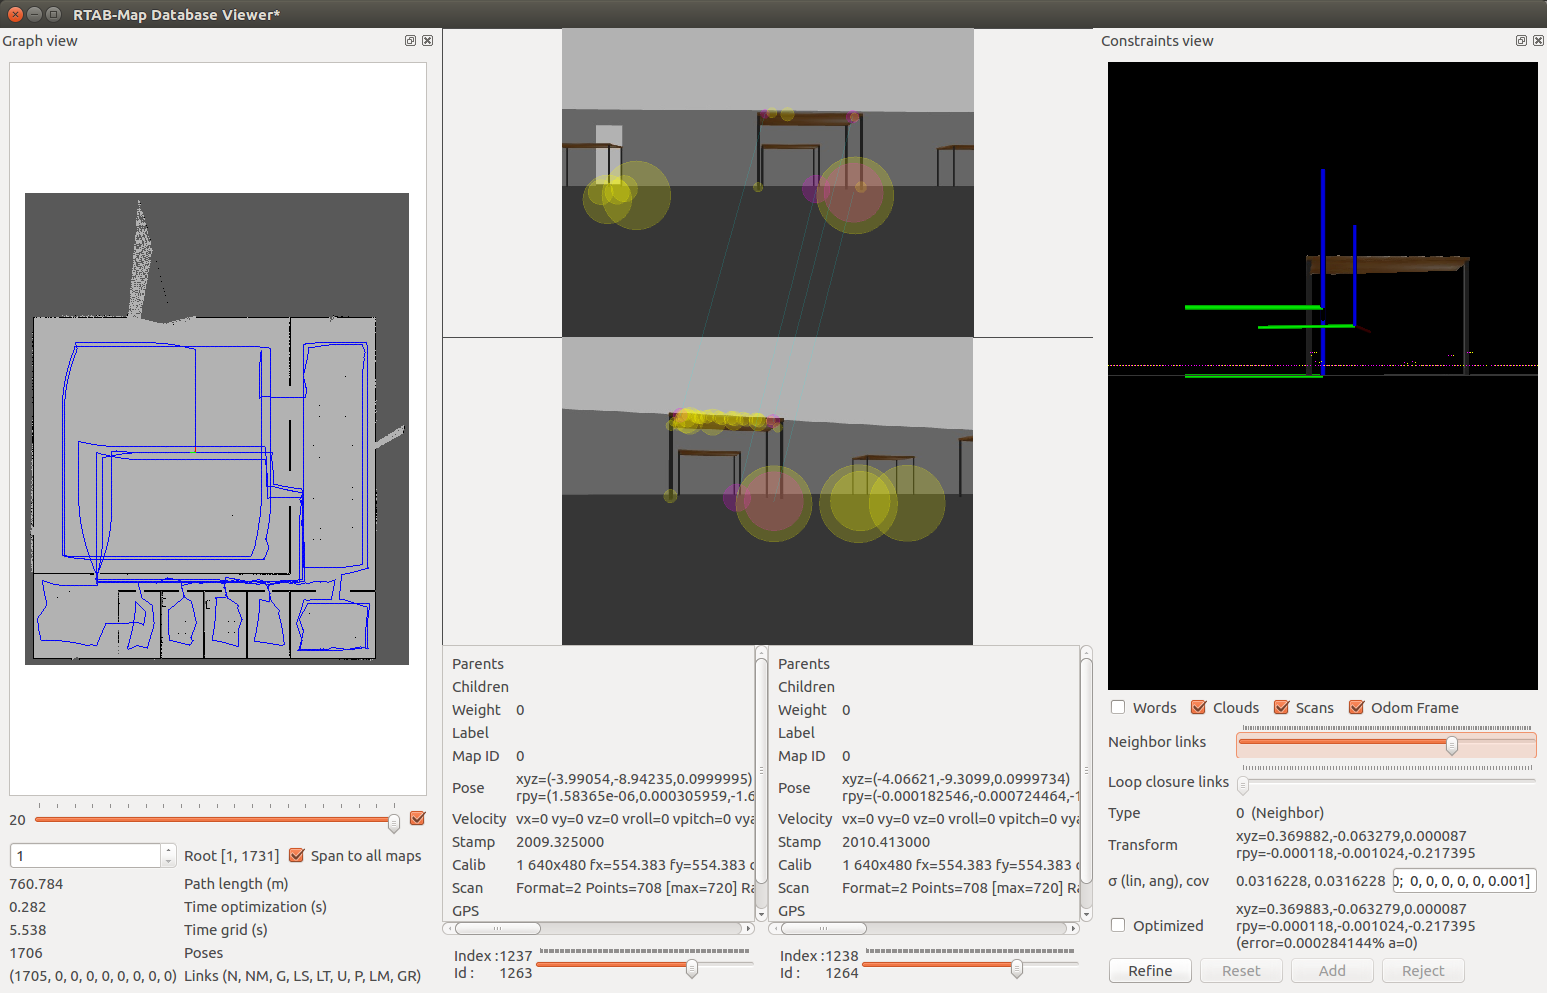 RTAB-Map Database Viewer*
Graph view
Constraints view
20
1
Root [1, 1731]
Span to all maps
760.784 Path length (m)
0.282 Time optimization (s)
5.538 Time grid (s)
1706 Poses
(1705, 0, 0, 0, 0, 0, 0, 0, 0) Links (N, NM, G, LS, LT, U, P, LM, GR)
Parents
Children
Weight 0
Label
Map ID 0
Pose xyz=(-3.99054,-8.94235,0.0999995)
rpy=(1.58365e-06,0.000305959,-1.6
Velocity vx=0 vy=0 vz=0 vroll=0 vpitch=0 vya
Stamp 2009.325000
Calib 1 640x480 fx=554.383 fy=554.383 c
Scan Format=2 Points=708 [max=720] Ra
GPS
Index :1237
Id : 1263
Parents
Children
Weight 0
Label
Map ID 0
Pose xyz=(-4.06621,-9.3099,0.0999734)
rpy=(-0.000182546,-0.000724464,-1
Velocity vx=0 vy=0 vz=0 vroll=0 vpitch=0 vya
Stamp 2010.413000
Calib 1 640x480 fx=554.383 fy=554.383 c
Scan Format=2 Points=708 [max=720] Ra
GPS
Index :1238
Id : 1264
Words Clouds Scans Odom Frame
Neighbor links
Loop closure links
Type 0 (Neighbor)
Transform xyz=0.369882,-0.063279,0.000087
rpy=-0.000118,-0.001024,-0.217395
σ (lin, ang), cov 0.0316228, 0.0316228 0; 0, 0, 0, 0, 0, 0.001]
Optimized xyz=0.369883,-0.063279,0.000087
rpy=-0.000118,-0.001024,-0.217395
(error=0.000284144% a=0)
Refine Reset Add Reject